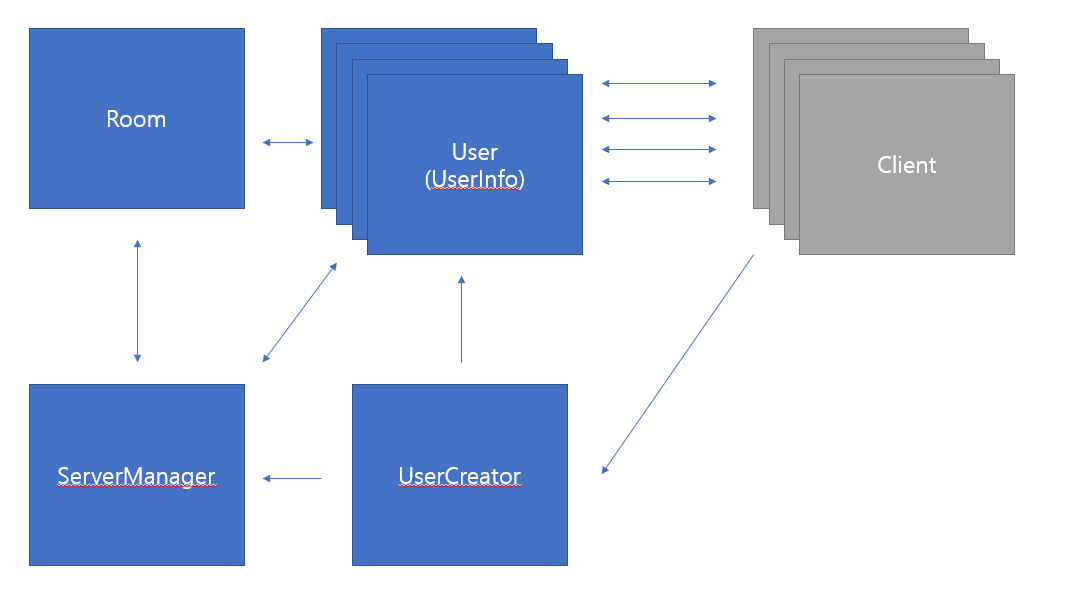 Room
User
(UserInfo)
Client
ServerManager
UserCreator